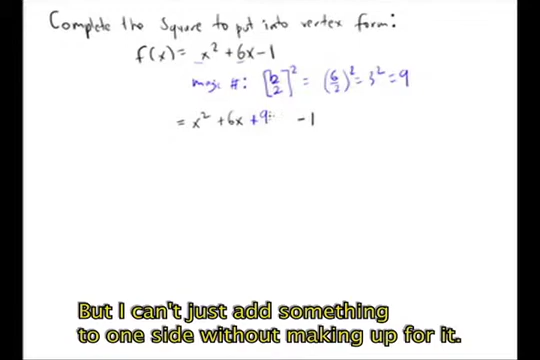 Complete the Square to put into vertex form:
f(x) = x² + 6x - 1
magic #: [b/2]² = (6/2)² = 3² = 9
= x² + 6x + 9 - 1
But I can't just add something
to one side without making up for it.